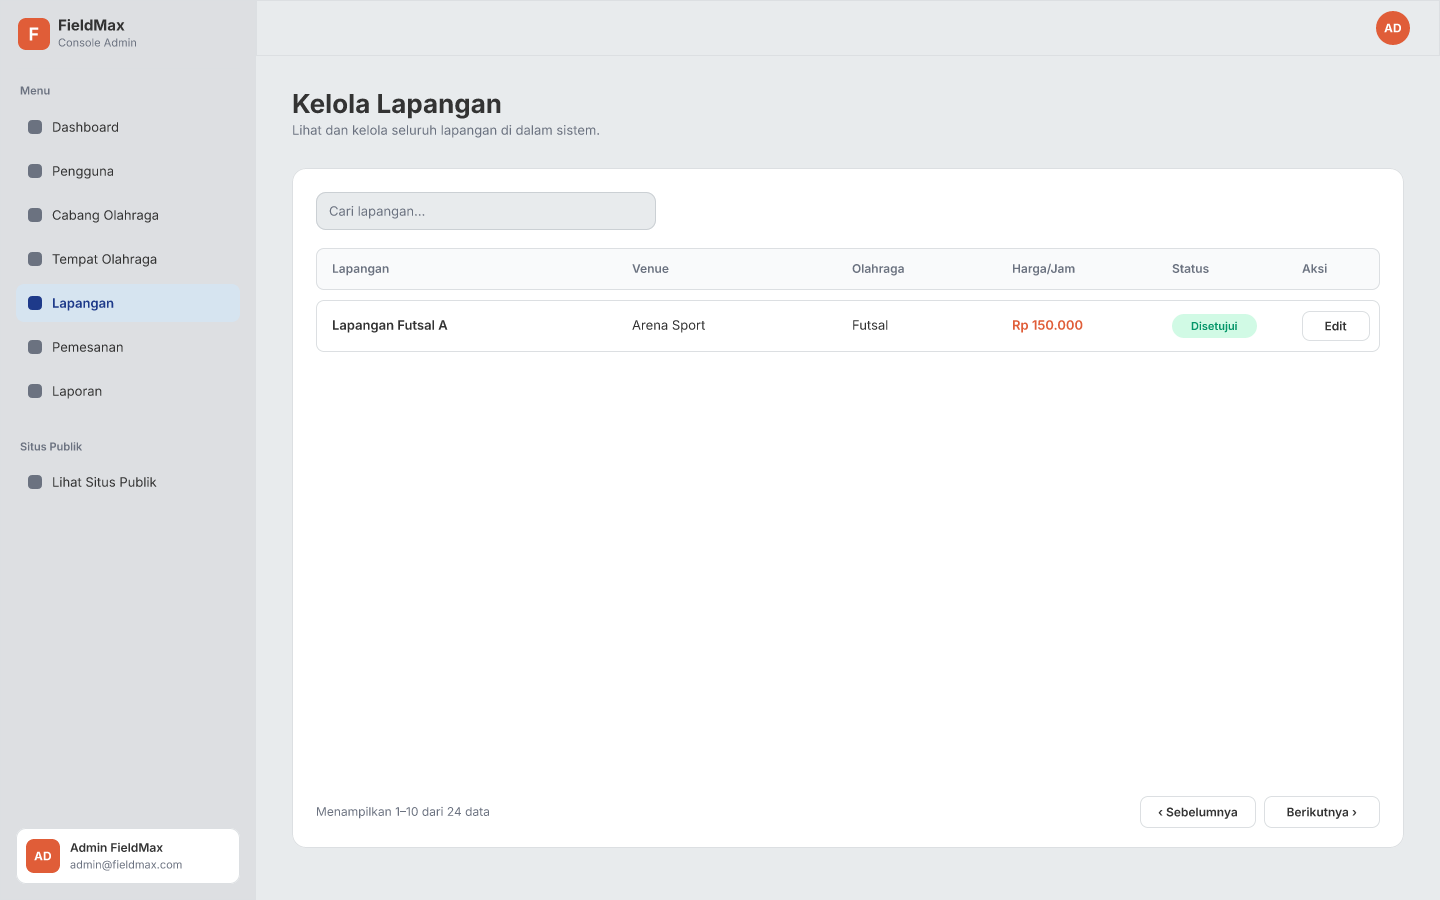 F
FieldMax
Console Admin
AD
Menu
Dashboard
Pengguna
Cabang Olahraga
Tempat Olahraga
Lapangan
Pemesanan
Laporan
Situs Publik
Lihat Situs Publik
AD
Admin FieldMax
admin@fieldmax.com
Kelola Lapangan
Lihat dan kelola seluruh lapangan di dalam sistem.
Cari lapangan...
Lapangan Venue Olahraga Harga/Jam Status Aksi
Lapangan Futsal A Arena Sport Futsal Rp 150.000 Disetujui Edit
Menampilkan 1–10 dari 24 data
‹ Sebelumnya Berikutnya ›